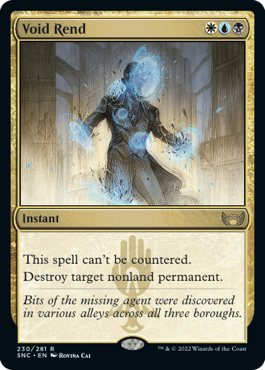 Void Rend
Instant
This spell can't be countered.
Destroy target nonland permanent.
Bits of the missing agent were discovered
in various alleys across all three boroughs.
230/281 R
SNC • EN Rovina Cai
™ & © 2022 Wizards of the Coast